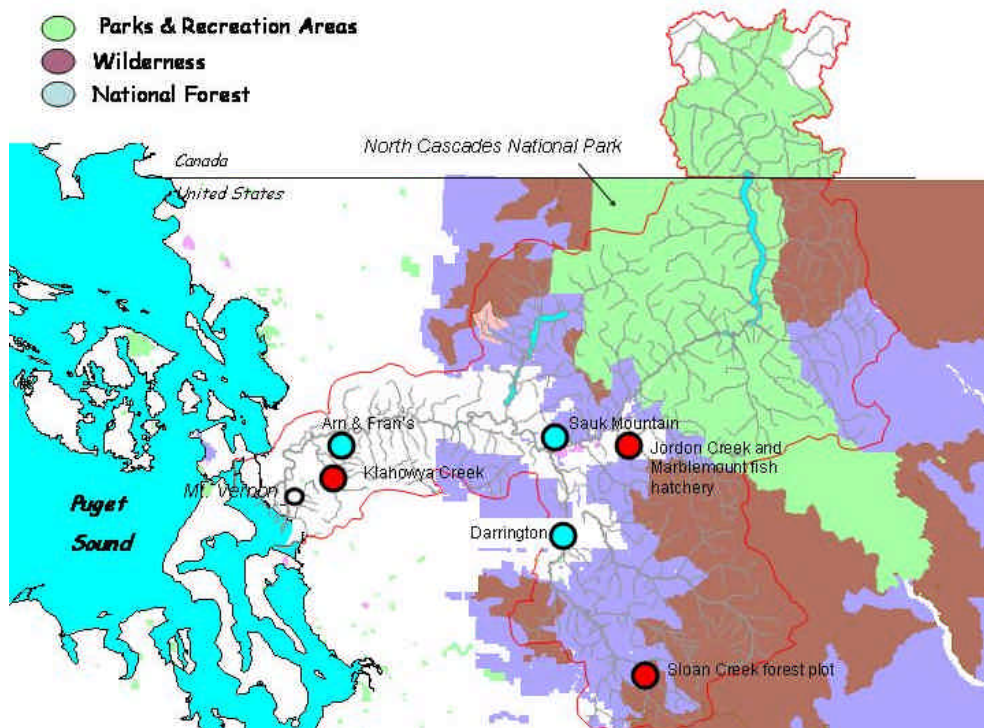 Parks & Recreation Areas
Wilderness
National Forest
North Cascades National Park
Canada
United States
Arn & Fran's
Sauk Mountain
Jordon Creek and
Marblemount fish
hatchery
Klahowya Creek
Mt. Vernon
Puget
Sound
Darrington
Sloan Creek forest plot